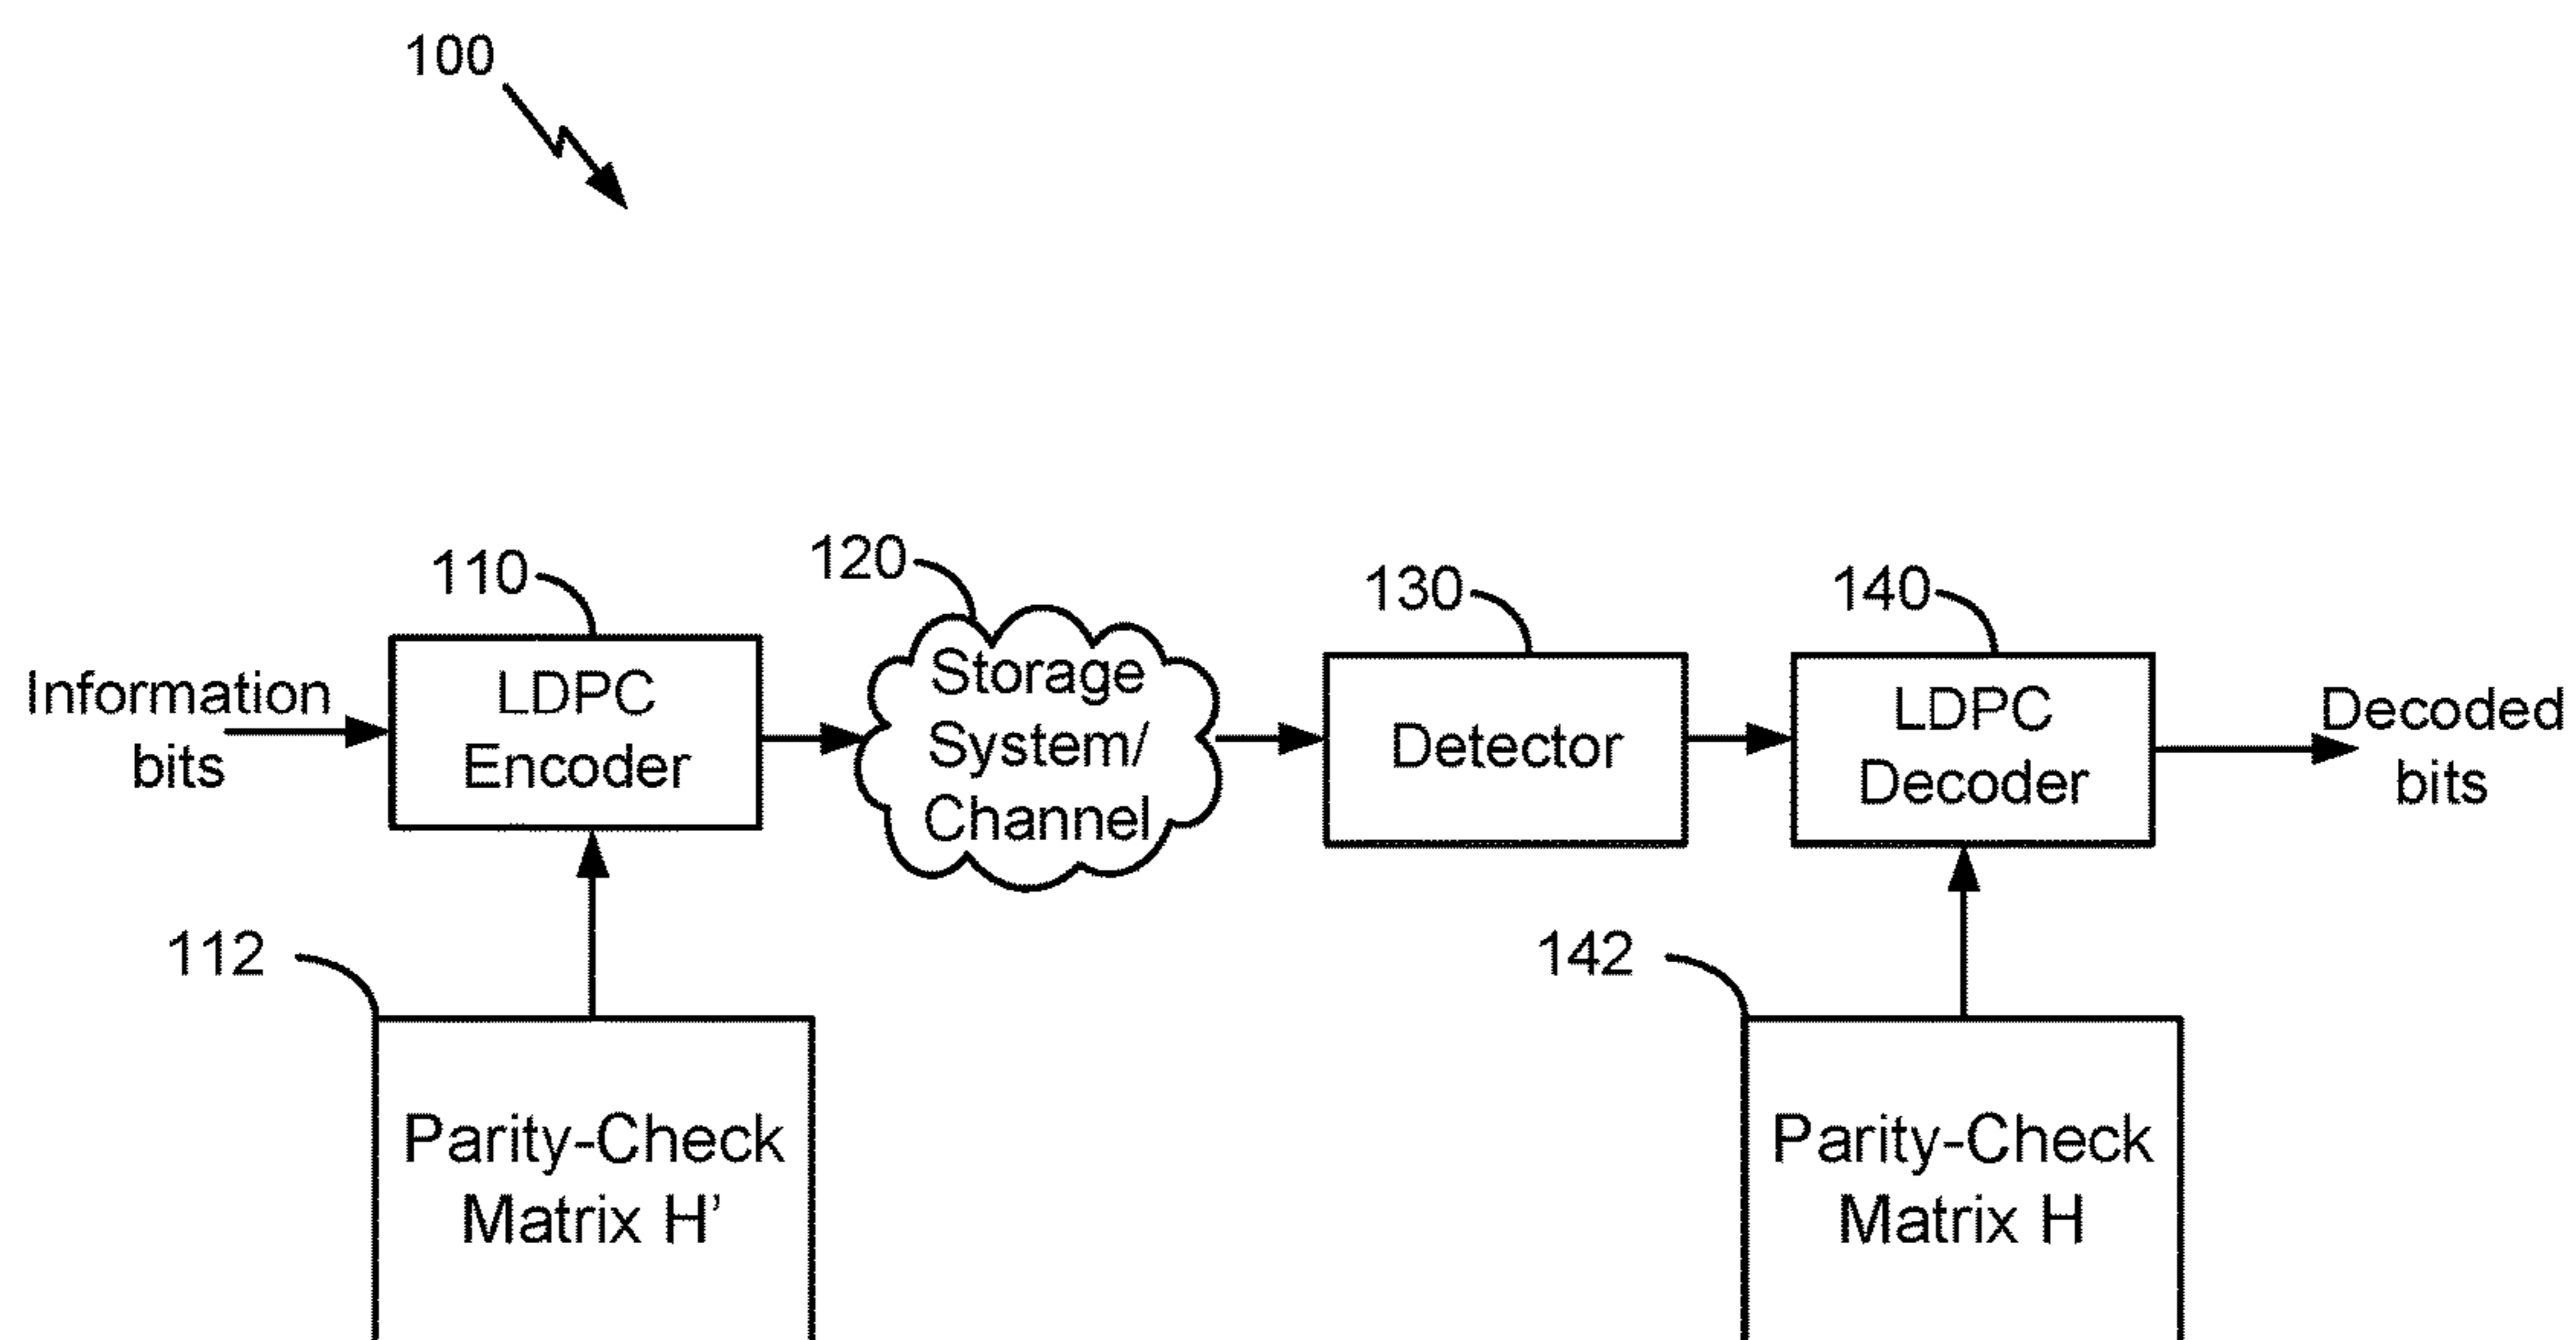 100
110
120
130
140
Information
bits
LDPC
Encoder
Storage
System/
Channel
Detector
LDPC
Decoder
Decoded
bits
112
142
Parity-Check
Matrix H’
Parity-Check
Matrix H